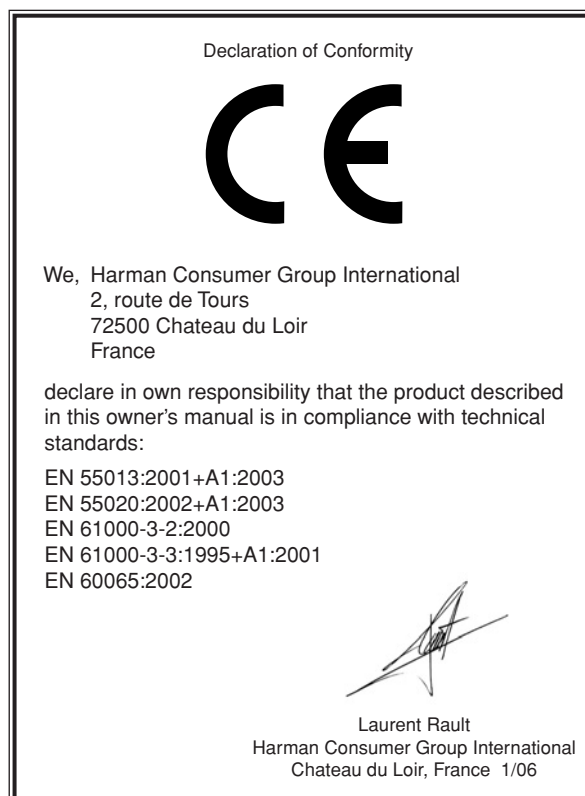 Declaration of Conformity
CE
We, Harman Consumer Group International
2, route de Tours
72500 Chateau du Loir
France
declare in own responsibility that the product described
in this owner's manual is in compliance with technical
standards:
EN 55013:2001+A1:2003
EN 55020:2002+A1:2003
EN 61000-3-2:2000
EN 61000-3-3:1995+A1:2001
EN 60065:2002
Laurent Rault
Harman Consumer Group International
Chateau du Loir, France 1/06